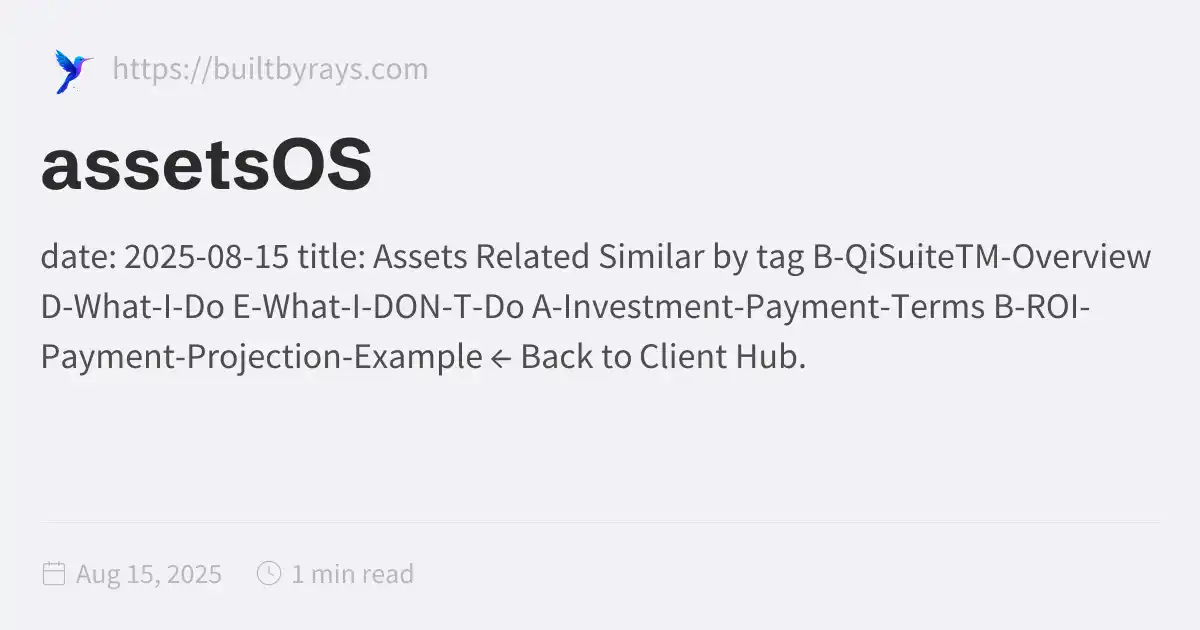 https://builtbyrays.com
assetsOS
date: 2025-08-15 title: Assets Related Similar by tag B-QiSuiteTM-Overview
D-What-I-Do E-What-I-DON-T-Do A-Investment-Payment-Terms B-ROI-
Payment-Projection-Example ← Back to Client Hub.
Aug 15, 2025 1 min read